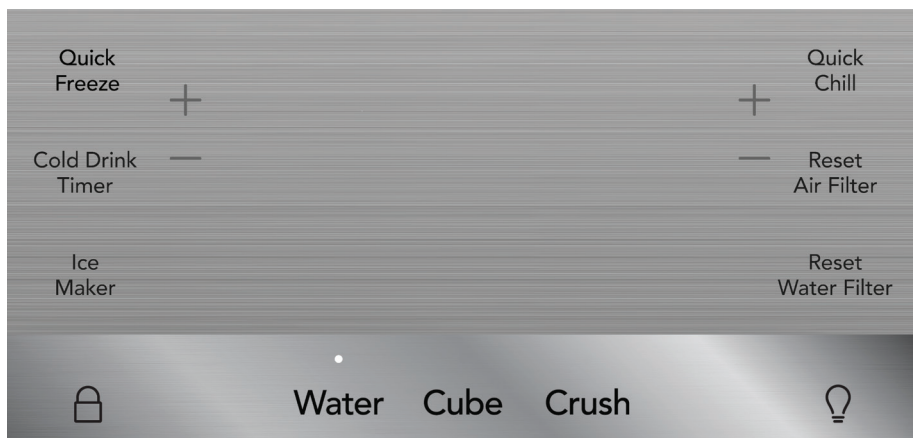 Quick
Freeze
Cold Drink
Timer
Ice
Maker
Quick
Chill
Reset
Air Filter
Reset
Water Filter
Water Cube Crush